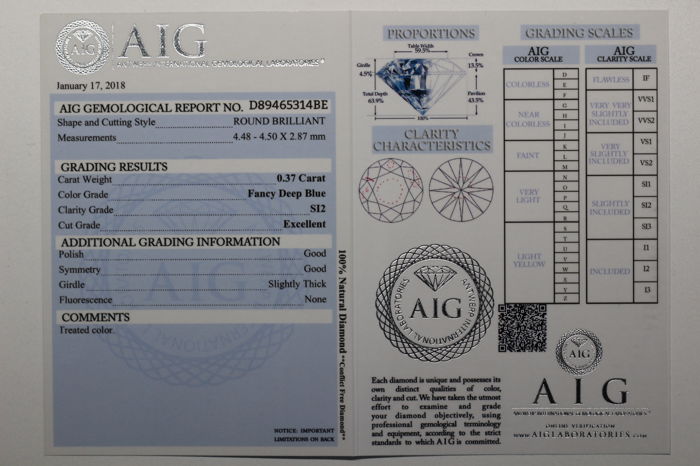 AIG
ANTWERP INTERNATIONAL GEMOLOGICAL LABORATORIES
January 17, 2018
AIG GEMOLOGICAL REPORT NO. D89465314BE
Shape and Cutting Style ROUND BRILLIANT
Measurements 4.48 - 4.50 X 2.87 mm
GRADING RESULTS
Carat Weight 0.37 Carat
Color Grade Fancy Deep Blue
Clarity Grade SI2
Cut Grade Excellent
ADDITIONAL GRADING INFORMATION
Polish Good
Symmetry Good
Girdle Slightly Thick
Fluorescence None
COMMENTS
Treated color
NOTICE: IMPORTANT
LIMITATIONS ON BACK
100% Natural Diamond **Conflict Free Diamond**
PROPORTIONS
Table Width
59.5%
Girdle
4.5%
Crown
13.5%
Total Depth
63.9%
Pavilion
43.5%
100%
CLARITY
CHARACTERISTICS
AIG
ANTWERP INTERNATIONAL LABORATORIES
Each diamond is unique and possesses its
own distinct qualities of color,
clarity and cut. We have taken the utmost
effort to examine and grade
your diamond objectively, using
professional gemological terminology
and equipment, according to the strict
standards to which AIG is committed.
GRADING SCALES
AIG
COLOR SCALE
COLORLESS
D
E
F
NEAR
COLORLESS
G
H
I
J
FAINT
K
L
M
VERY
LIGHT
N
O
P
Q
R
LIGHT
YELLOW
S
T
U
V
W
X
Y
Z
AIG
CLARITY SCALE
FLAWLESS
IF
VERY VERY
SLIGHTLY
INCLUDED
VVS1
VVS2
VERY
SLIGHTLY
INCLUDED
VS1
VS2
SLIGHTLY
INCLUDED
SI1
SI2
SI3
INCLUDED
I1
I2
I3
AIG
ANTWERP INTERNATIONAL GEMOLOGICAL LABORATORIES
ONLINE VERIFICATION
www.AIGLABORATORIES.com